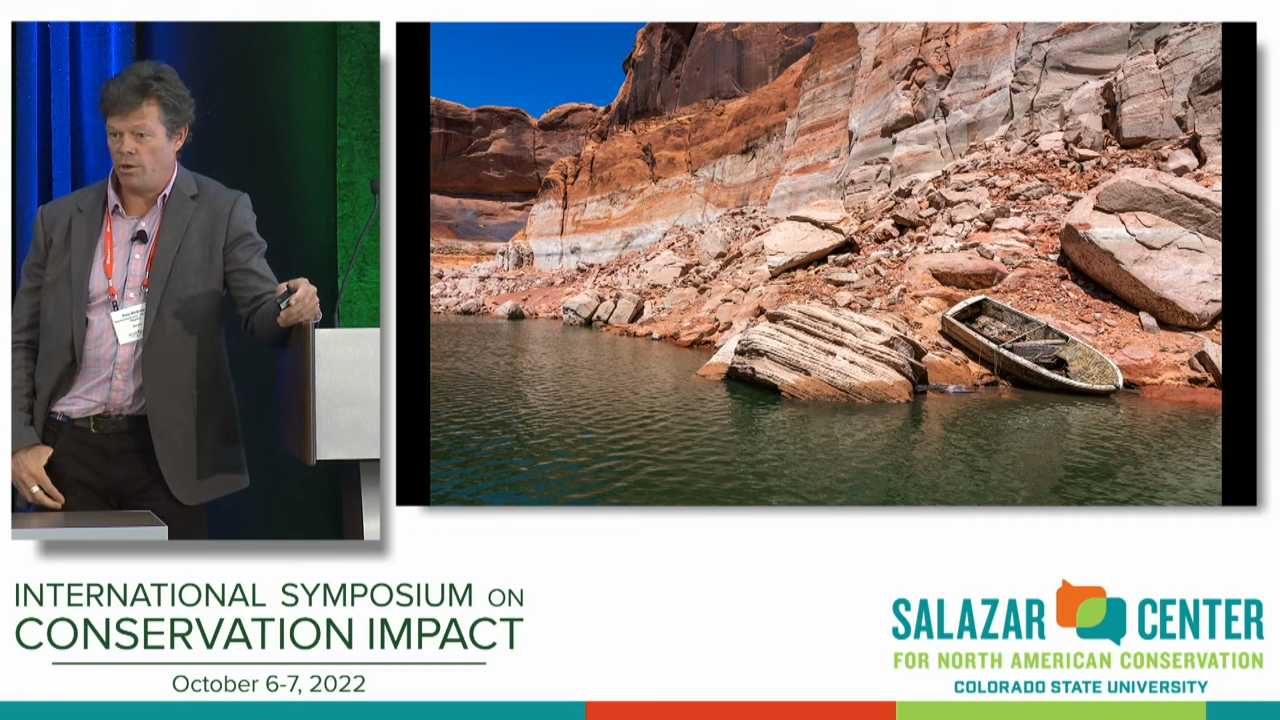 INTERNATIONAL SYMPOSIUM ON
CONSERVATION IMPACT
October 6-7, 2022
SALAZAR CENTER
FOR NORTH AMERICAN CONSERVATION
COLORADO STATE UNIVERSITY